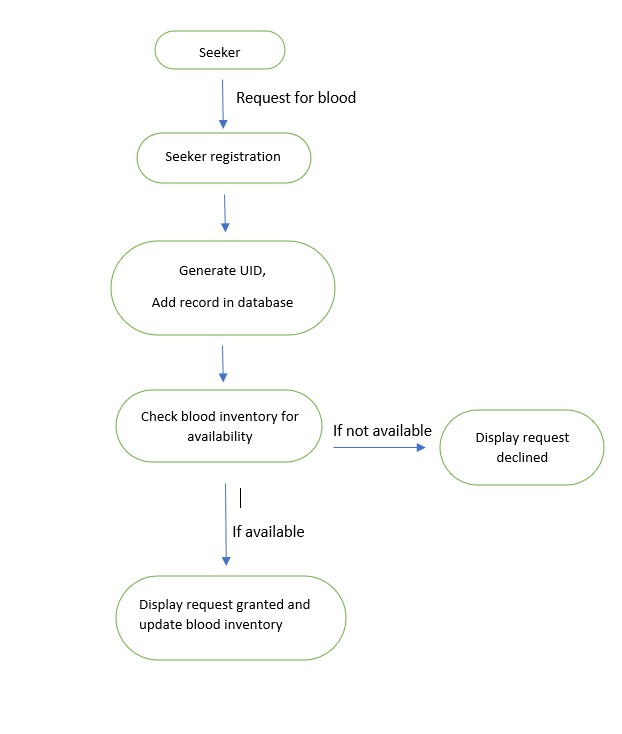 Seeker
Request for blood
Seeker registration
Generate UID,
Add record in database
Check blood inventory for
availability
If not available
Display request
declined
If available
Display request granted and
update blood inventory